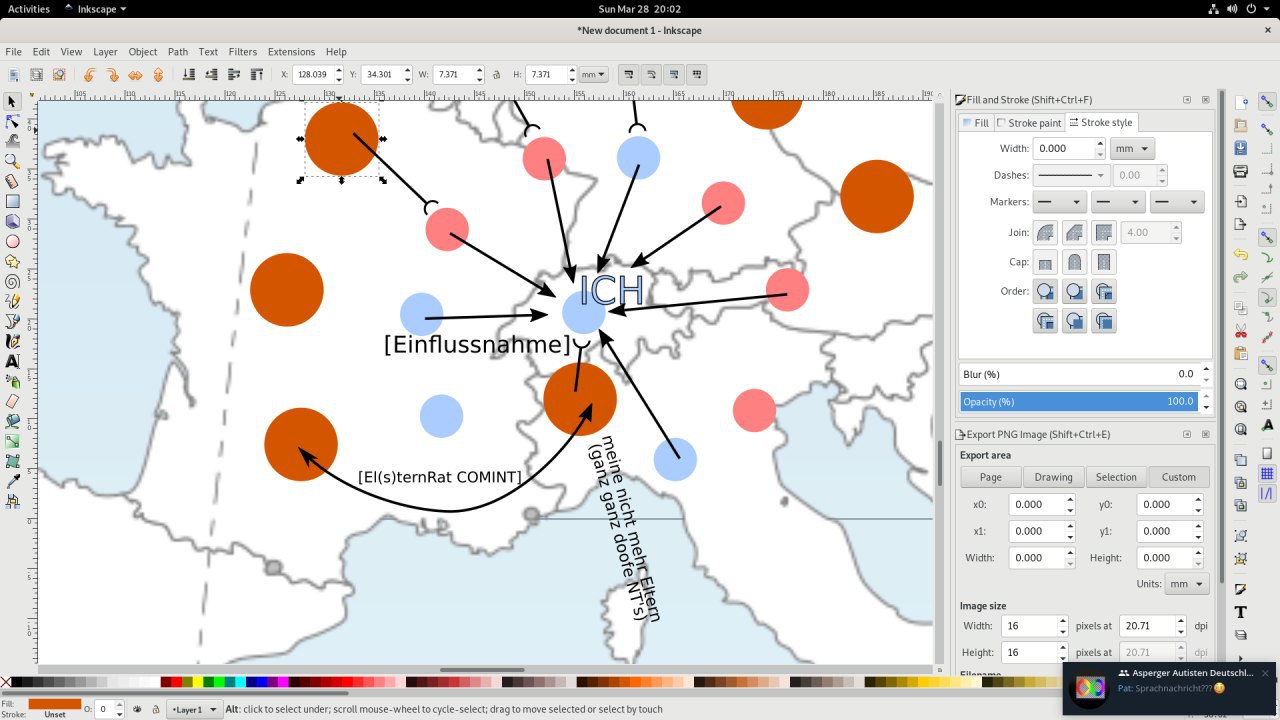 Activities Inkscape Sun Mar 28 20:02
*New document 1 - Inkscape
File Edit View Layer Object Path Text Filters Extensions Help
X: 128.039 Y: 34.301 W: 7.371 H: 7.371 mm
ICH
[Einflussnahme]
[El(s)ternRat COMINT]
meine nicht mehr Eltern
(ganz ganz doofe NT's)
Fill and Stroke (Shift+Ctrl+F)
Fill Stroke paint Stroke style
Width: 0.000 mm
Dashes: 0.00
Markers:
Join: 4.00
Cap:
Order:
Blur (%) 0.0
Opacity (%) 100.0
Export PNG Image (Shift+Ctrl+E)
Export area
Page Drawing Selection Custom
x0: 0.000 y0: 0.000
x1: 0.000 y1: 0.000
Width: 0.000 Height: 0.000
Units: mm
Image size
Width: 16 pixels at 20.71 dpi
Height: 16 pixels at 20.71 dpi
Asperger Autisten Deutschl...
Pat: Sprachnachricht???
Fill:
Stroke: Unset
O: 0
Layer 1
Alt: click to select under; scroll mouse-wheel to cycle-select; drag to move selected or select by touch